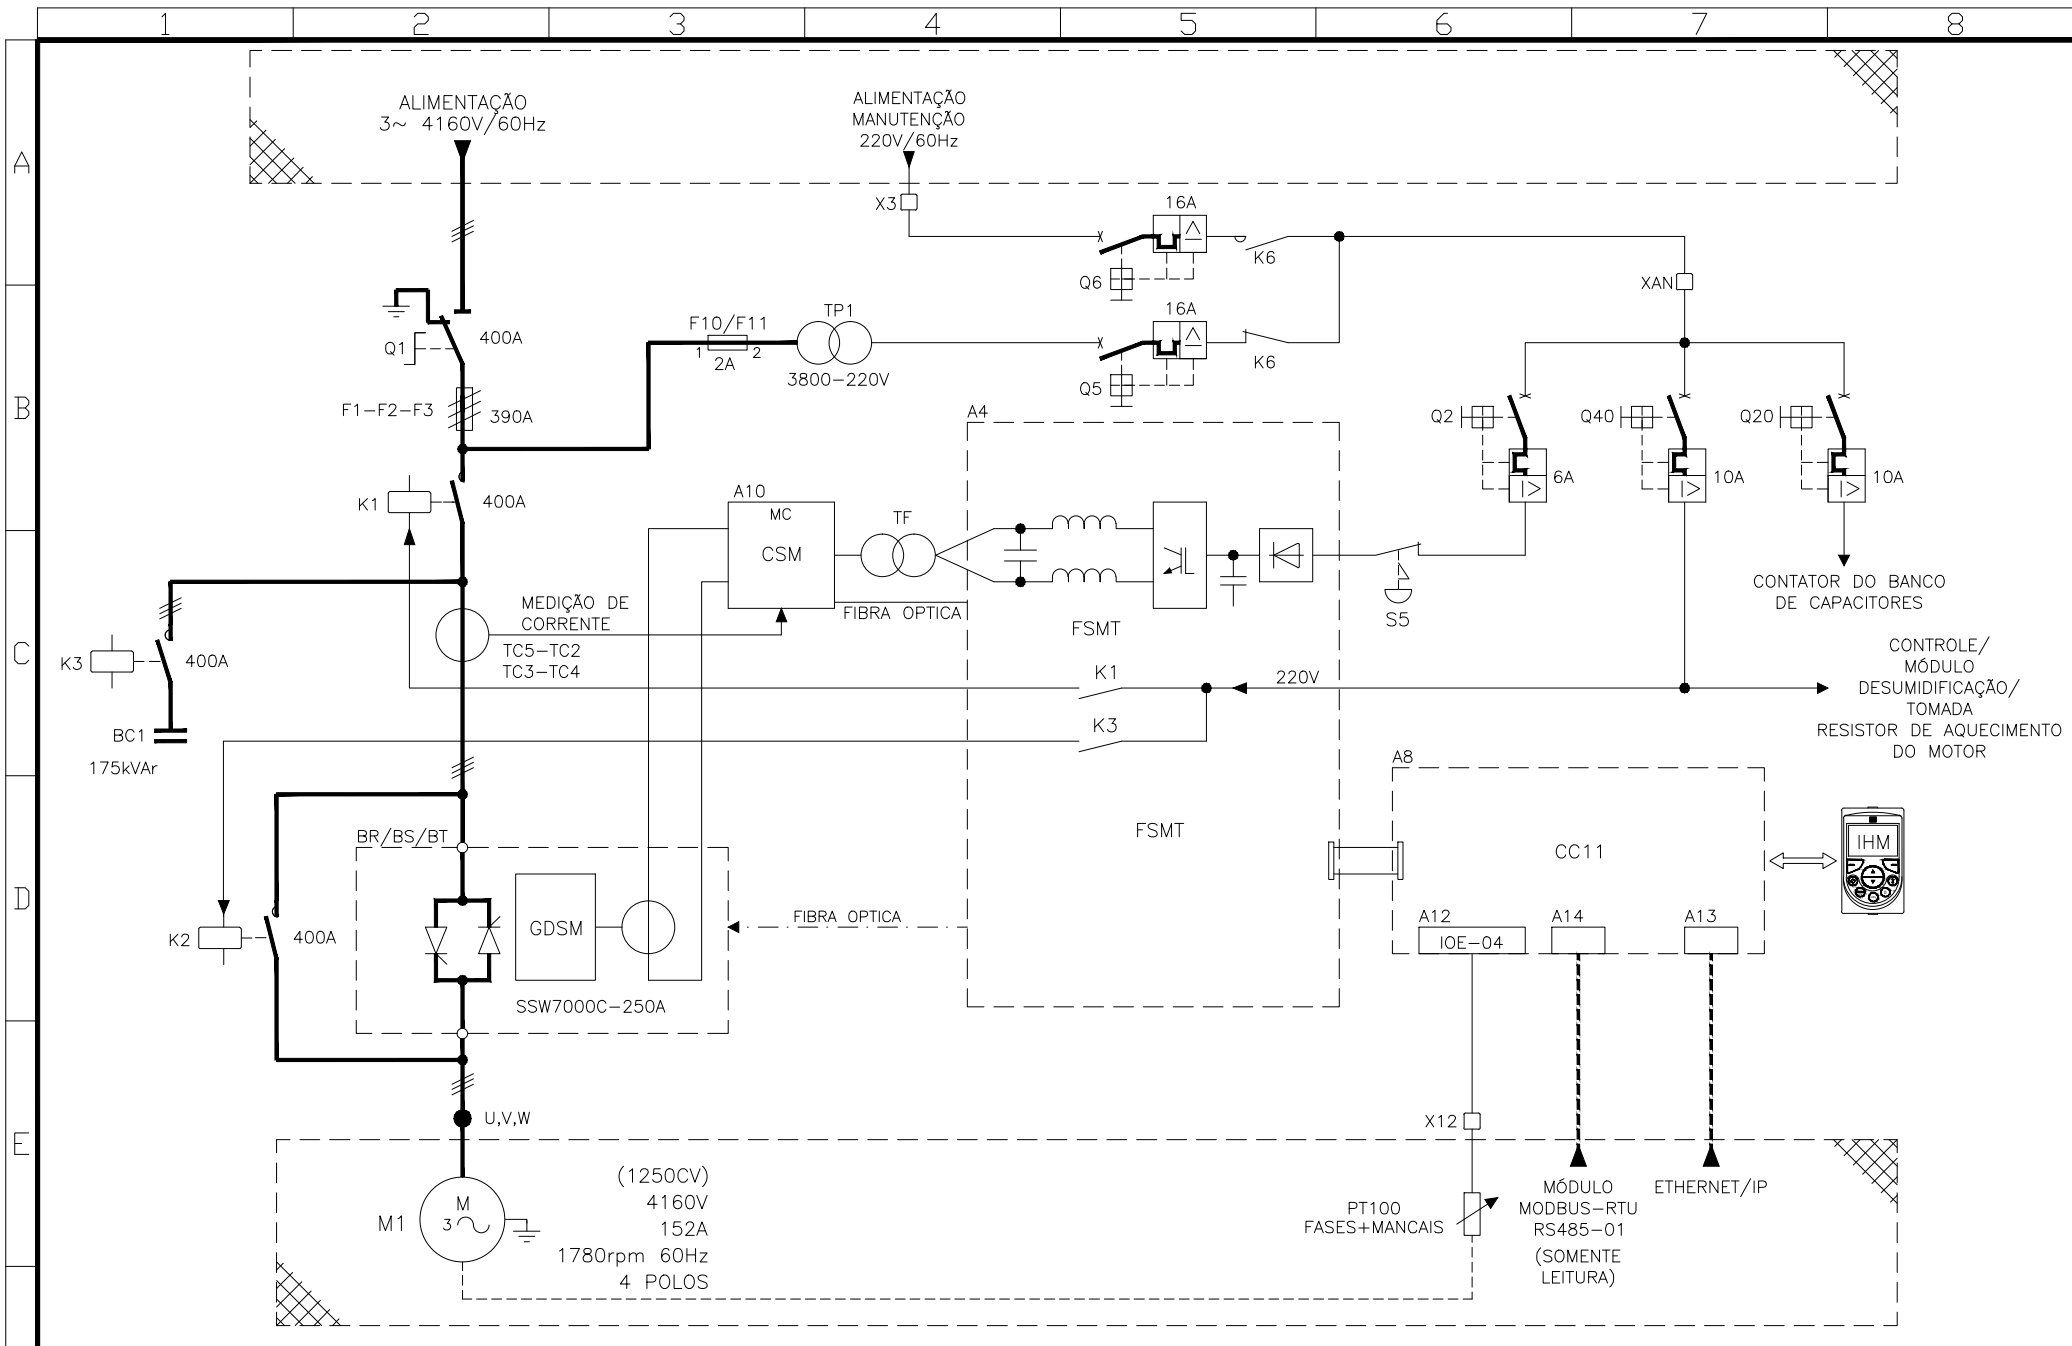 1 2 3 4 5 6 7 8
A
B
C
D
E
ALIMENTAÇÃO
3~ 4160V/60Hz
ALIMENTAÇÃO
MANUTENÇÃO
220V/60Hz
X3
16A
Q6
K6
XAN
Q1
400A
F10/F11
1 2
2A
TP1
3800-220V
16A
Q5
K6
F1-F2-F3
390A
A4
Q2
6A
Q40
10A
Q20
10A
K1
400A
A10
MC
CSM
TF
FIBRA OPTICA
FSMT
S5
CONTATOR DO BANCO
DE CAPACITORES
MEDIÇÃO DE
CORRENTE
TC5-TC2
TC3-TC4
K3
400A
BC1
175kVAr
K1
220V
K3
CONTROLE/
MÓDULO
DESUMIDIFICAÇÃO/
TOMADA
RESISTOR DE AQUECIMENTO
DO MOTOR
A8
BR/BS/BT
FSMT
CC11
IHM
K2
400A
GDSM
FIBRA OPTICA
SSW7000C-250A
A12
IOE-04
A14
A13
U,V,W
X12
M1
M
3
(1250CV)
4160V
152A
1780rpm 60Hz
4 POLOS
PT100
FASES+MANCAIS
MÓDULO
MODBUS-RTU
RS485-01
(SOMENTE
LEITURA)
ETHERNET/IP